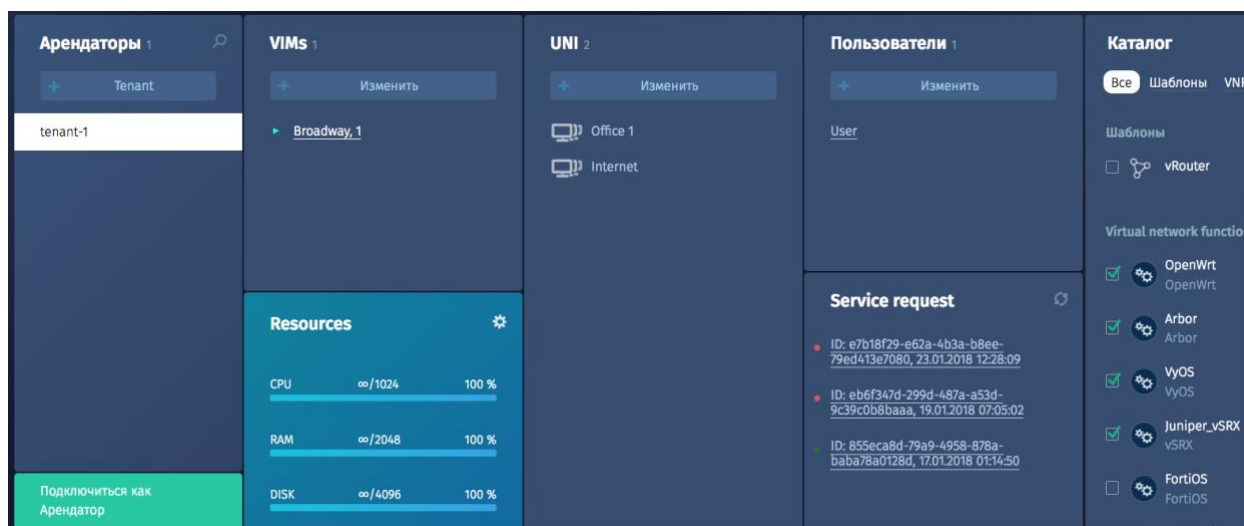 Арендаторы 1
+ Tenant
tenant-1
Подключиться как
Арендатор
VIMs 1
+ Изменить
Broadway, 1
Resources
CPU ∞/1024 100 %
RAM ∞/2048 100 %
DISK ∞/4096 100 %
UNI 2
+ Изменить
Office 1
Internet
Пользователи 1
+ Изменить
User
Service request
ID: e7b18f29-e62a-4b3a-b8ee-
79ed413e7080, 23.01.2018 12:28:09
ID: eb6f347d-299d-487a-a53d-
9c39c0b8baaa, 19.01.2018 07:05:02
ID: 855eca8d-79a9-4958-878a-
baba78a0128d, 17.01.2018 01:14:50
Каталог
Все Шаблоны VNF
Шаблоны
vRouter
Virtual network functio
OpenWrt
OpenWrt
Arbor
Arbor
VyOS
VyOS
Juniper_vSRX
vSRX
FortiOS
FortiOS